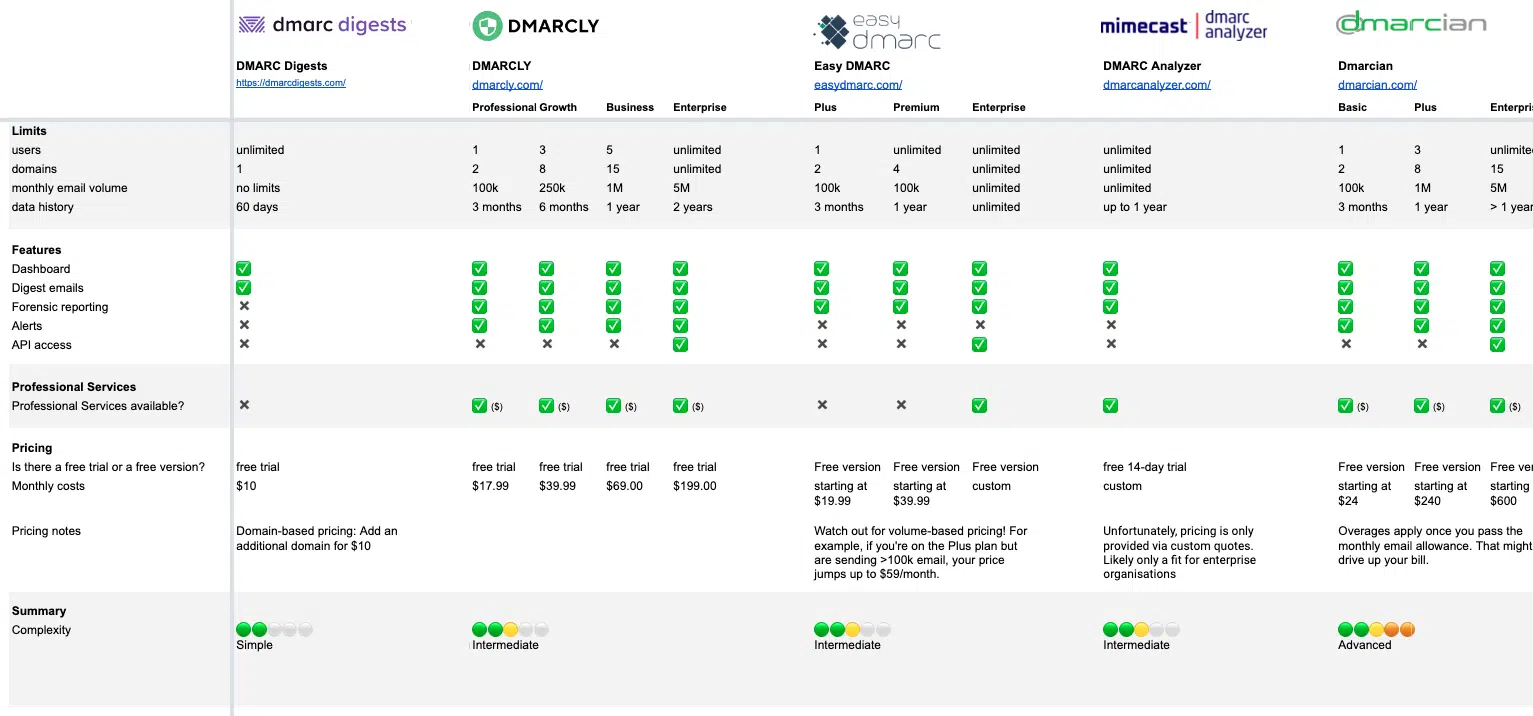 dmarc digests DMARCLY easy dmarc mimecast | dmarc analyzer dmarcian
DMARC Digests DMARCLY Easy DMARC DMARC Analyzer Dmarcian
https://dmarcdigests.com/ dmarcly.com/ easydmarc.com/ dmarcanalyzer.com/ dmarcian.com/
Professional Growth Business Enterprise Plus Premium Enterprise Basic Plus Enterpri
Limits
users unlimited 1 3 5 unlimited 1 unlimited unlimited unlimited 1 3 unlimite
domains 1 2 8 15 unlimited 2 4 unlimited unlimited 2 8 15
monthly email volume no limits 100k 250k 1M 5M 100k 100k unlimited unlimited 100k 1M 5M
data history 60 days 3 months 6 months 1 year 2 years 3 months 1 year unlimited up to 1 year 3 months 1 year > 1 year
Features
Dashboard ✅ ✅ ✅ ✅ ✅ ✅ ✅ ✅ ✅ ✅ ✅ ✅
Digest emails ✅ ✅ ✅ ✅ ✅ ✅ ✅ ✅ ✅ ✅ ✅ ✅
Forensic reporting ✖ ✅ ✅ ✅ ✅ ✅ ✅ ✅ ✅ ✅ ✅ ✅
Alerts ✖ ✅ ✅ ✅ ✅ ✖ ✖ ✖ ✖ ✅ ✅ ✅
API access ✖ ✖ ✖ ✖ ✅ ✖ ✖ ✅ ✖ ✖ ✖ ✅
Professional Services
Professional Services available? ✖ ✅ ($) ✅ ($) ✅ ($) ✅ ($) ✖ ✖ ✅ ✅ ✅ ($) ✅ ($) ✅ ($)
Pricing
Is there a free trial or a free version? free trial free trial free trial free trial free trial Free version Free version Free version free 14-day trial Free version Free version Free ver
Monthly costs $10 $17.99 $39.99 $69.00 $199.00 starting at starting at custom custom starting at starting at starting
$19.99 $39.99 $24 $240 $600
Pricing notes Domain-based pricing: Add an Watch out for volume-based pricing! For Unfortunately, pricing is only Overages apply once you pass the
additional domain for $10 example, if you're on the Plus plan but provided via custom quotes. monthly email allowance. That might
are sending >100k email, your price Likely only a fit for enterprise drive up your bill.
jumps up to $59/month. organisations
Summary
Complexity
Simple Intermediate Intermediate Intermediate Advanced